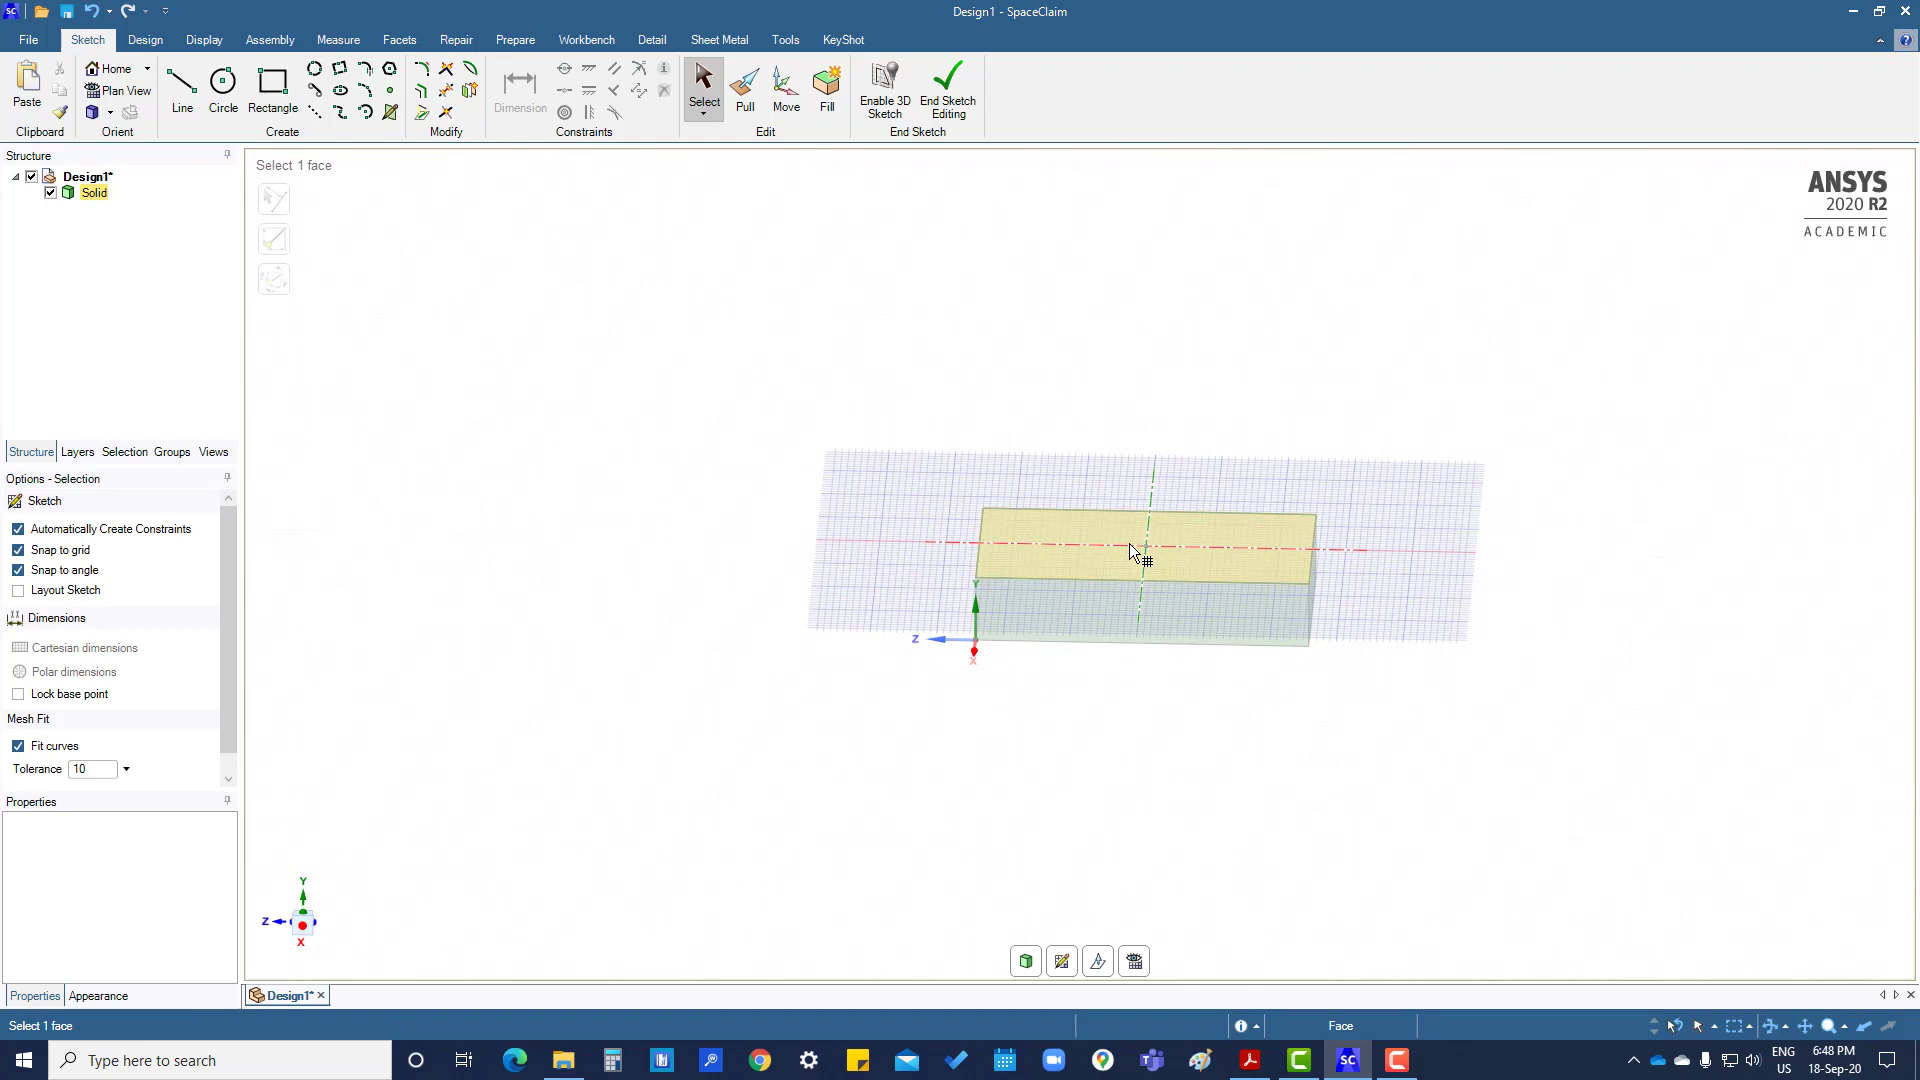 SC
Design1 - SpaceClaim
File Sketch Design Display Assembly Measure Facets Repair Prepare Workbench Detail Sheet Metal Tools KeyShot
Paste
Clipboard
Home
Plan View
Orient
Line
Circle
Rectangle
Create
Modify
Dimension
Constraints
Select
Pull
Move
Fill
Edit
Enable 3D
Sketch
End Sketch
Editing
End Sketch
Structure
Design1*
Solid
Structure Layers Selection Groups Views
Options - Selection
Sketch
Automatically Create Constraints
Snap to grid
Snap to angle
Layout Sketch
Dimensions
Cartesian dimensions
Polar dimensions
Lock base point
Mesh Fit
Fit curves
Tolerance 10
Properties
Properties Appearance
Select 1 face
ANSYS
2020 R2
ACADEMIC
Y
Z
X
Y
Z
X
Design1*
Select 1 face
Face
Type here to search
SC
ENG
US
6:48 PM
18-Sep-20